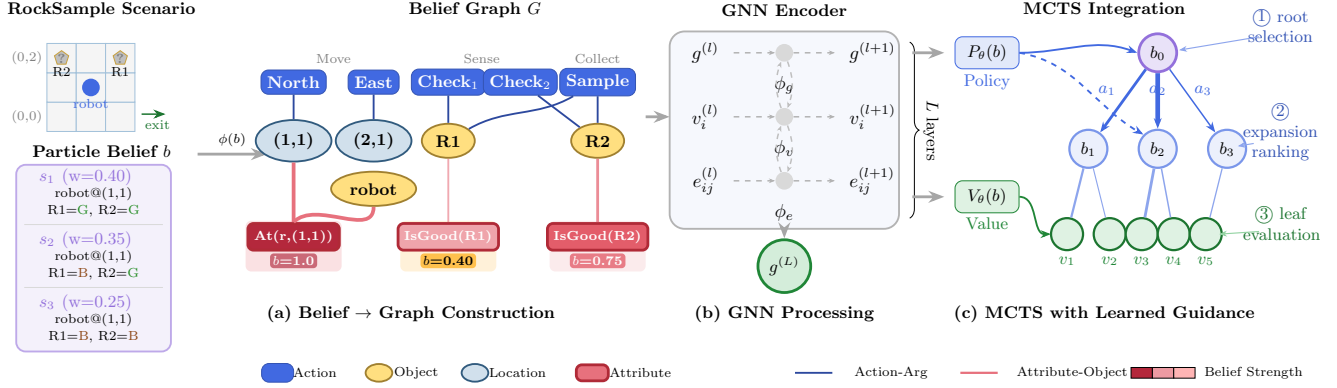 RockSample Scenario
(0,2)
?
?
R2
R1
robot
(0,0)
exit
Particle Belief b
s₁ (w=0.40)
robot@(1,1)
R1=G, R2=G
s₂ (w=0.35)
robot@(1,1)
R1=B, R2=G
s₃ (w=0.25)
robot@(1,1)
R1=B, R2=B
ϕ(b)
Belief Graph G
Move
Sense
Collect
North
East
Check₁
Check₂
Sample
(1,1)
(2,1)
R1
R2
robot
At(r,(1,1))
IsGood(R1)
IsGood(R2)
b=1.0
b=0.40
b=0.75
(a) Belief → Graph Construction
GNN Encoder
g^(l)
g^(l+1)
ϕ_g
v_i^(l)
v_i^(l+1)
ϕ_v
e_ij^(l)
e_ij^(l+1)
ϕ_e
g^(L)
L layers
(b) GNN Processing
MCTS Integration
P_θ(b)
Policy
b₀
① root
selection
a₁
a₂
a₃
② expansion
ranking
b₁
b₂
b₃
V_θ(b)
Value
③ leaf
evaluation
v₁
v₂
v₃
v₄
v₅
(c) MCTS with Learned Guidance
Action
Object
Location
Attribute
Action-Arg
Attribute-Object
Belief Strength